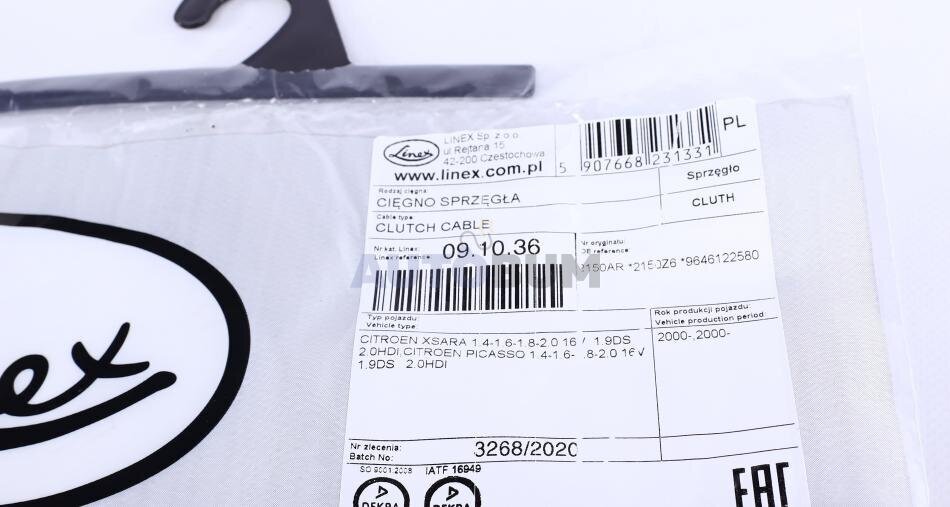 Linex
LINEX Sp. z o.o.
ul Rejtana 15
42-200 Czestochowa
www.linex.com.pl
5 907668 231331
PL
Rodzaj cięgna:
CIĘGNO SPRZĘGŁA
Sprzęgło
Cable type:
CLUTCH CABLE
CLUTH
Nr kat. Linex:
Linex reference:
09.10.36
Nr oryginału:
OE reference:
2150AR *2150Z6 *9646122580
AUTOBUM
Typ pojazdu:
Vehicle type:
Rok produkcji pojazdu:
Vehicle production period
CITROEN XSARA 1.4-1.6-1.8-2.0 16 / 1.9DS
2.0HDI,CITROEN PICASSO 1.4-1.6- .8-2.0 16V
1.9DS 2.0HDI
2000-,2000-
Nr zlecenia:
Batch No:
3268/2020
ISO 9001:2008
IATF 16949
DEKRA
DEKRA
EAC
nex